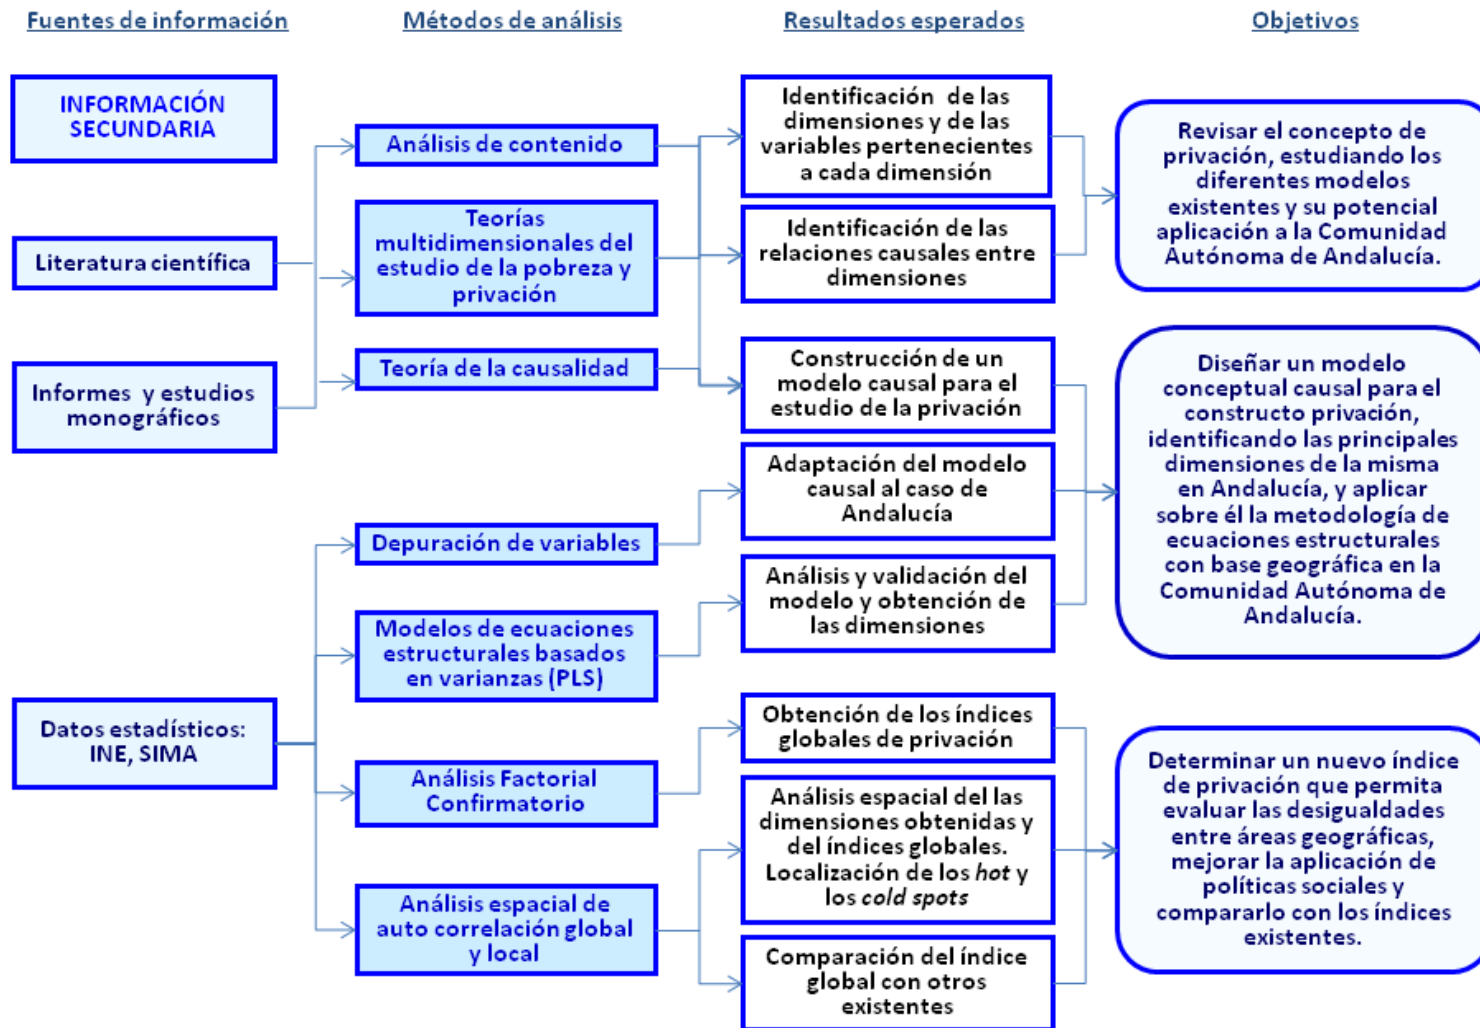 Fuentes de información
Métodos de análisis
Resultados esperados
Objetivos
INFORMACIÓN
SECUNDARIA
Literatura científica
Informes y estudios
monográficos
Datos estadísticos:
INE, SIMA
Análisis de contenido
Teorías
multidimensionales del
estudio de la pobreza y
privación
Teoría de la causalidad
Depuración de variables
Modelos de ecuaciones
estructurales basados
en varianzas (PLS)
Análisis Factorial
Confirmatorio
Análisis espacial de
auto correlación global
y local
Identificación de las
dimensiones y de las
variables pertenecientes
a cada dimensión
Identificación de las
relaciones causales entre
dimensiones
Construcción de un
modelo causal para el
estudio de la privación
Adaptación del modelo
causal al caso de
Andalucía
Análisis y validación del
modelo y obtención de
las dimensiones
Obtención de los índices
globales de privación
Análisis espacial del las
dimensiones obtenidas y
del índices globales.
Localización de los hot y
los cold spots
Comparación del índice
global con otros
existentes
Revisar el concepto de
privación, estudiando los
diferentes modelos
existentes y su potencial
aplicación a la Comunidad
Autónoma de Andalucía.
Diseñar un modelo
conceptual causal para el
constructo privación,
identificando las principales
dimensiones de la misma
en Andalucía, y aplicar
sobre él la metodología de
ecuaciones estructurales
con base geográfica en la
Comunidad Autónoma de
Andalucía.
Determinar un nuevo índice
de privación que permita
evaluar las desigualdades
entre áreas geográficas,
mejorar la aplicación de
políticas sociales y
compararlo con los índices
existentes.